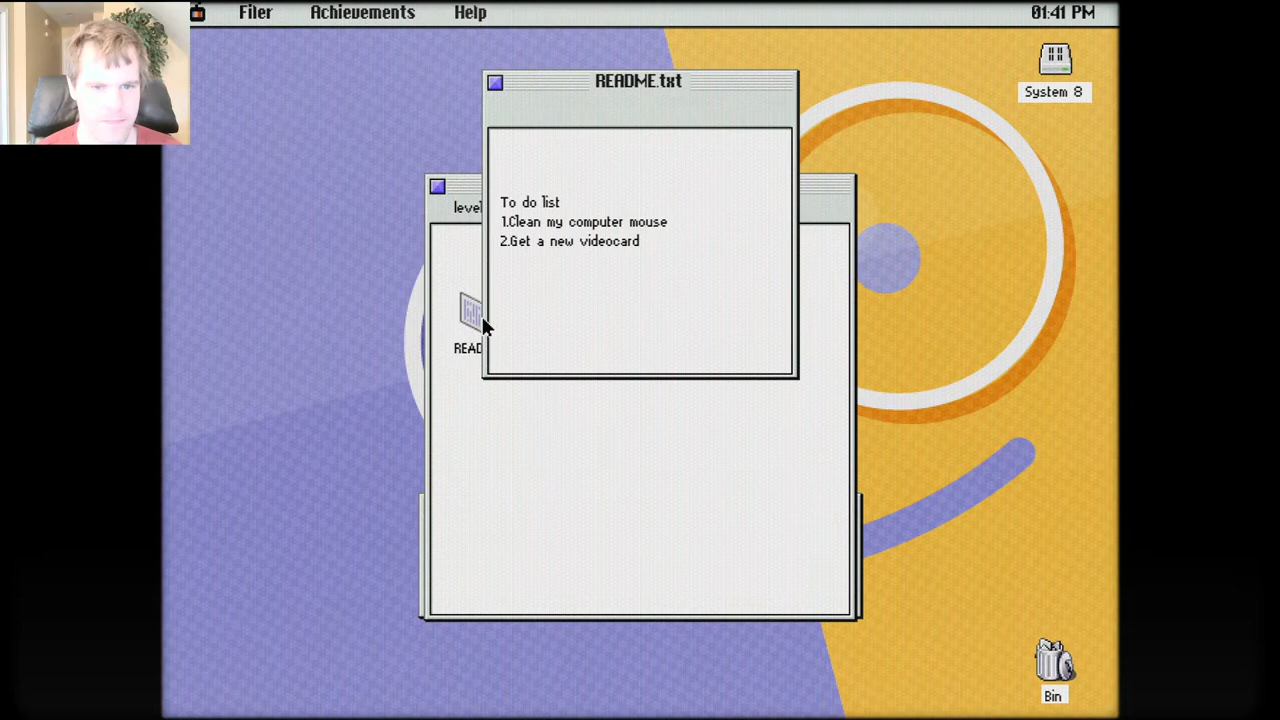 Filer Achievements Help 01:41 PM
System 8
README.txt
level
To do list
1.Clean my computer mouse
2.Get a new videocard
READ
Bin